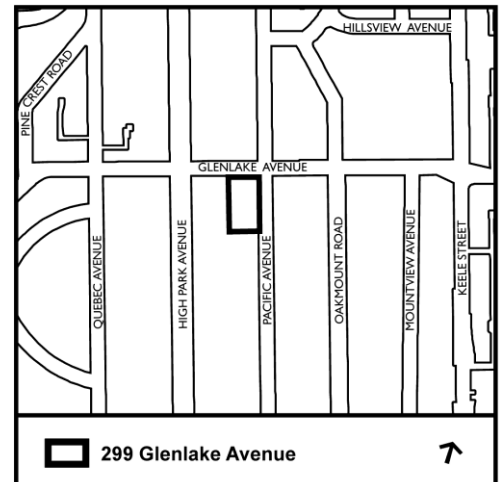 HILLSVIEW AVENUE
PINE CREST ROAD
GLENLAKE AVENUE
QUEBEC AVENUE
HIGH PARK AVENUE
PACIFIC AVENUE
OAKMOUNT ROAD
MOUNTVIEW AVENUE
KEELE STREET
299 Glenlake Avenue